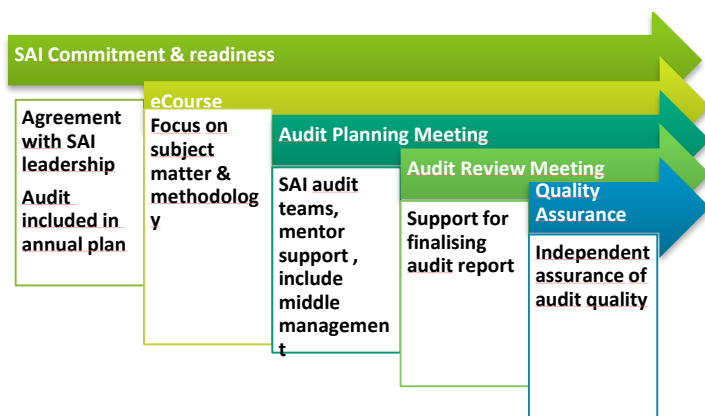 SAI Commitment & readiness
Agreement
with SAI
leadership
Audit
included in
annual plan
eCourse
Focus on
subject
matter &
methodolog
y
Audit Planning Meeting
SAI audit
teams,
mentor
support ,
include
middle
managemen
t
Audit Review Meeting
Support for
finalising
audit report
Quality
Assurance
Independent
assurance of
audit quality